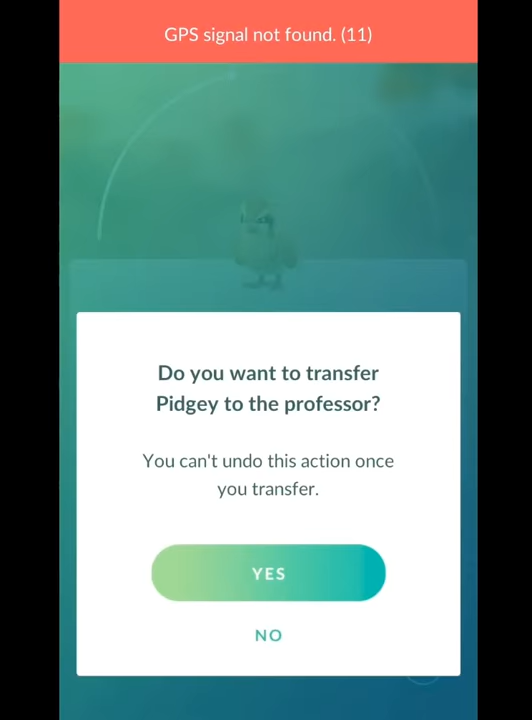 GPS signal not found. (11)
Do you want to transfer
Pidgey to the professor?
You can't undo this action once
you transfer.
YES
NO